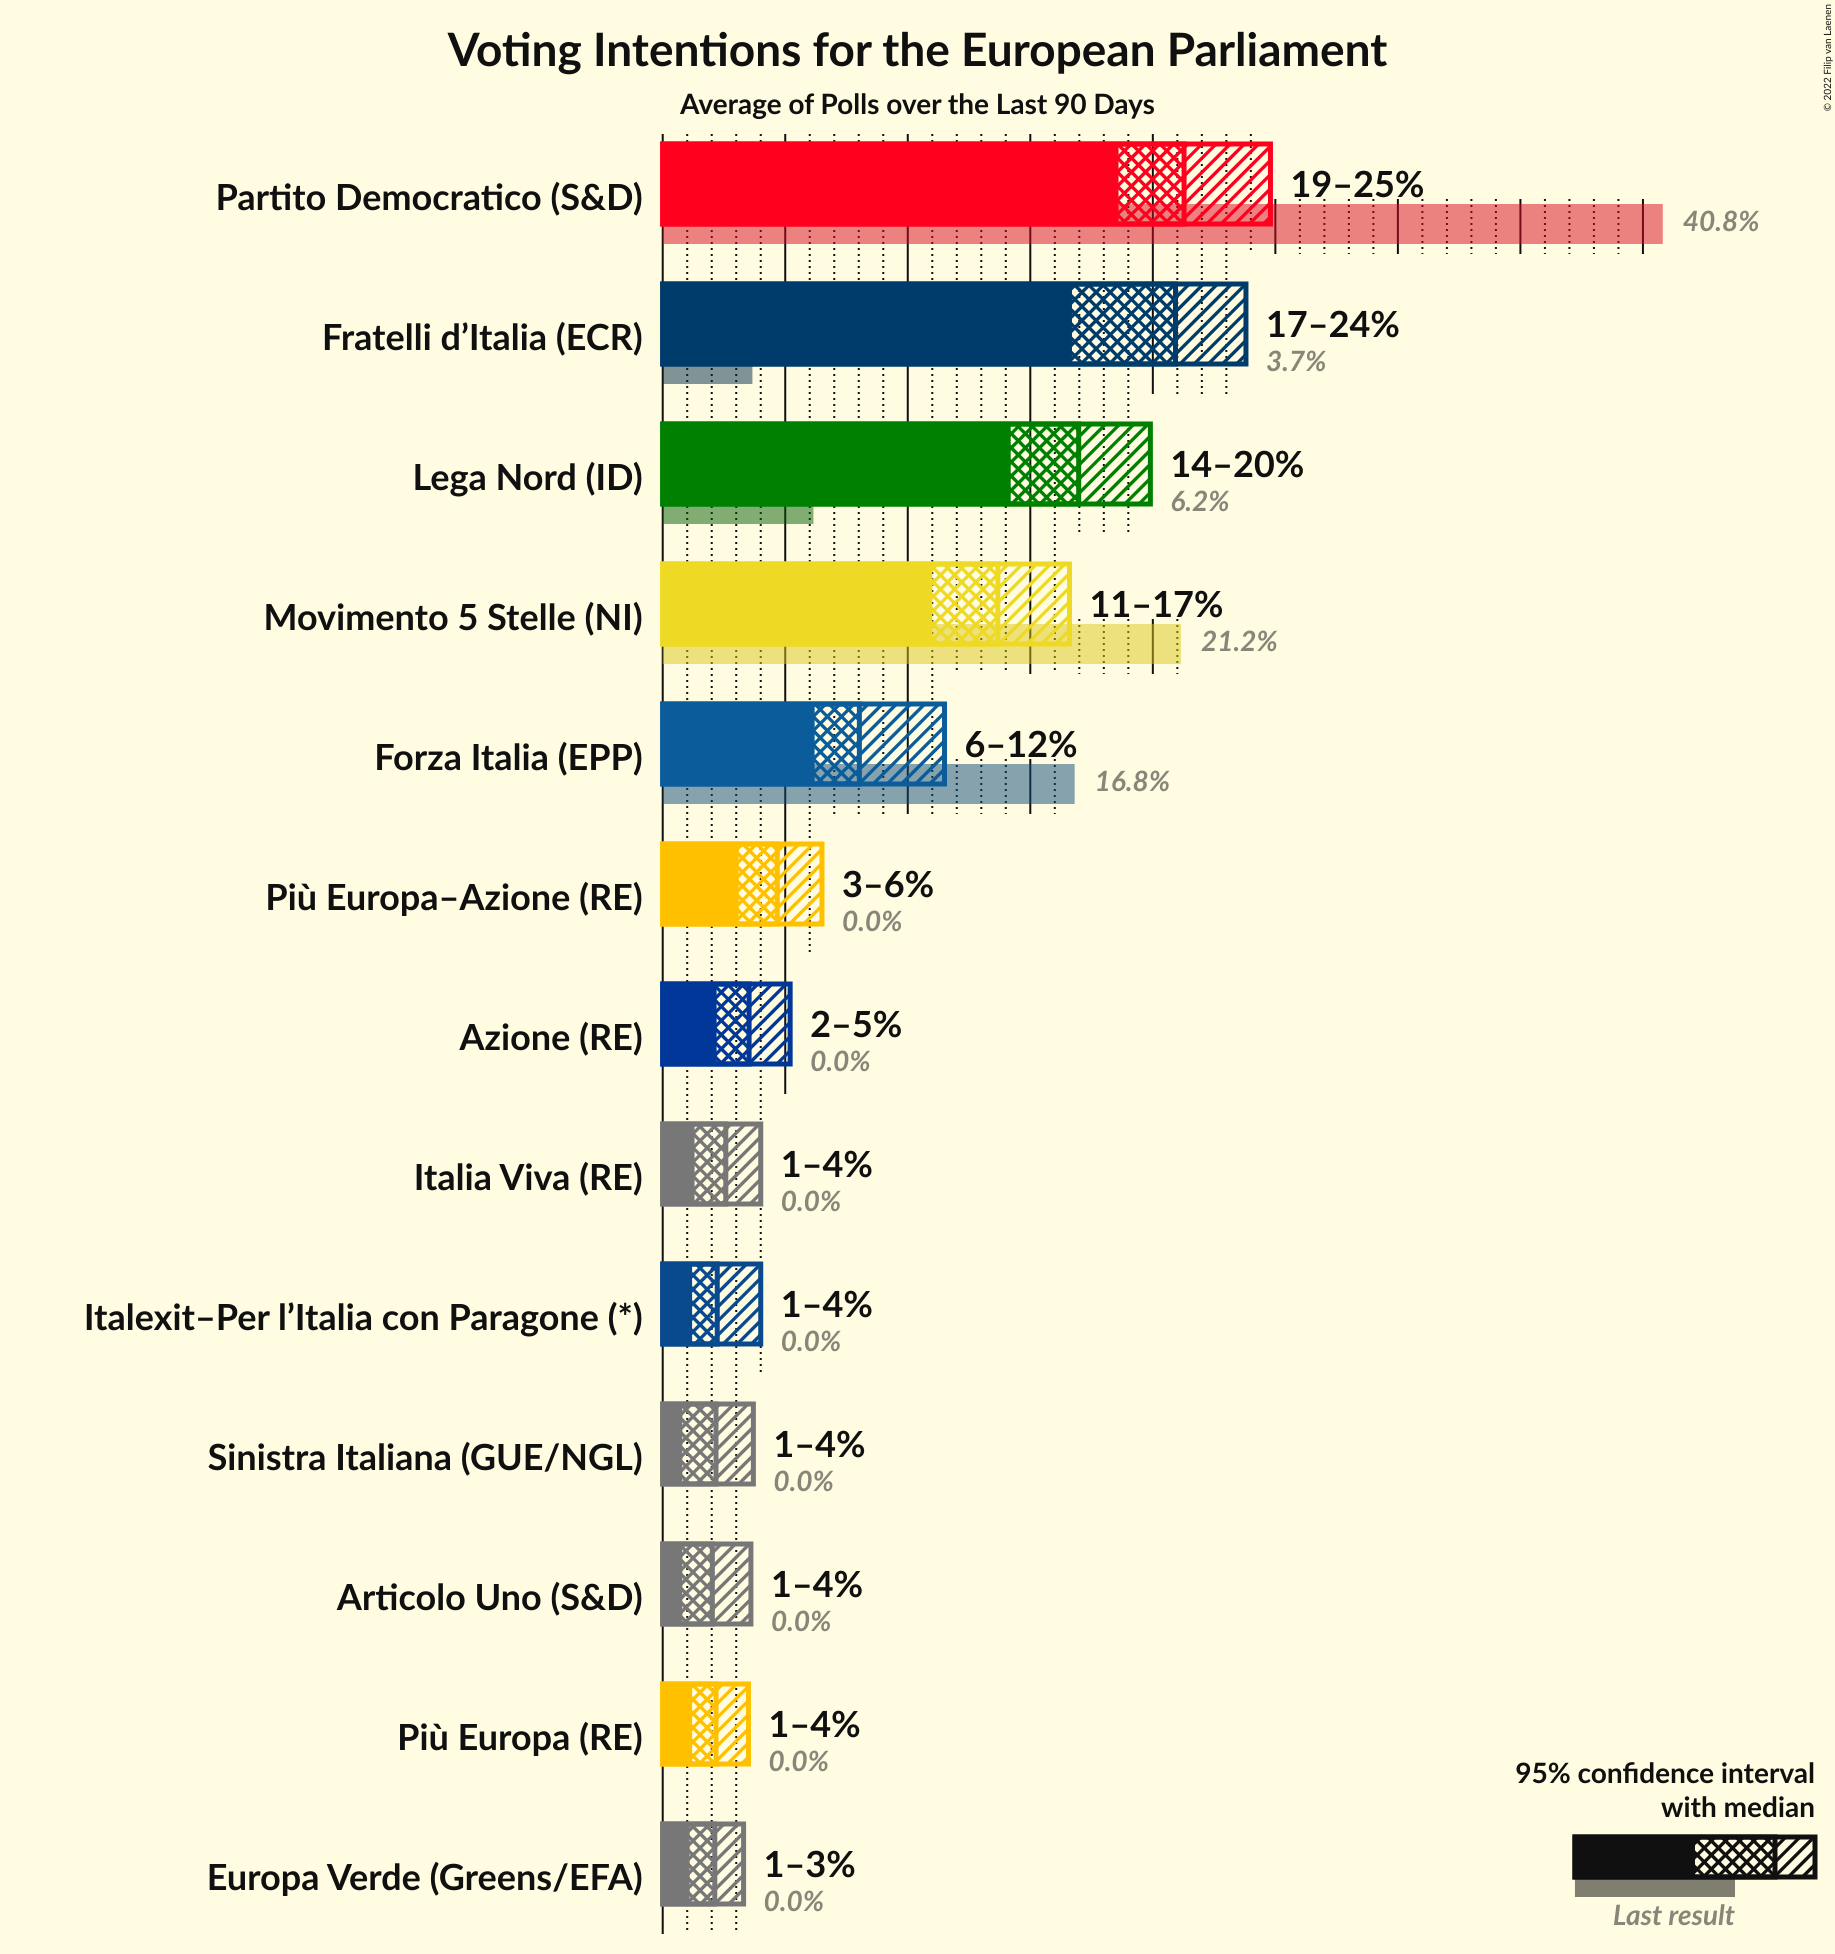 © 2022 Filip van Laenen
Voting Intentions for the European Parliament
Average of Polls over the Last 90 Days
Partito Democratico (S&D)
19–25%
40.8%
Fratelli d’Italia (ECR)
17–24%
3.7%
Lega Nord (ID)
14–20%
6.2%
Movimento 5 Stelle (NI)
11–17%
21.2%
Forza Italia (EPP)
6–12%
16.8%
Più Europa–Azione (RE)
3–6%
0.0%
Azione (RE)
2–5%
0.0%
Italia Viva (RE)
1–4%
0.0%
Italexit–Per l’Italia con Paragone (*)
1–4%
0.0%
Sinistra Italiana (GUE/NGL)
1–4%
0.0%
Articolo Uno (S&D)
1–4%
0.0%
Più Europa (RE)
1–4%
0.0%
Europa Verde (Greens/EFA)
1–3%
0.0%
95% confidence interval
with median
Last result